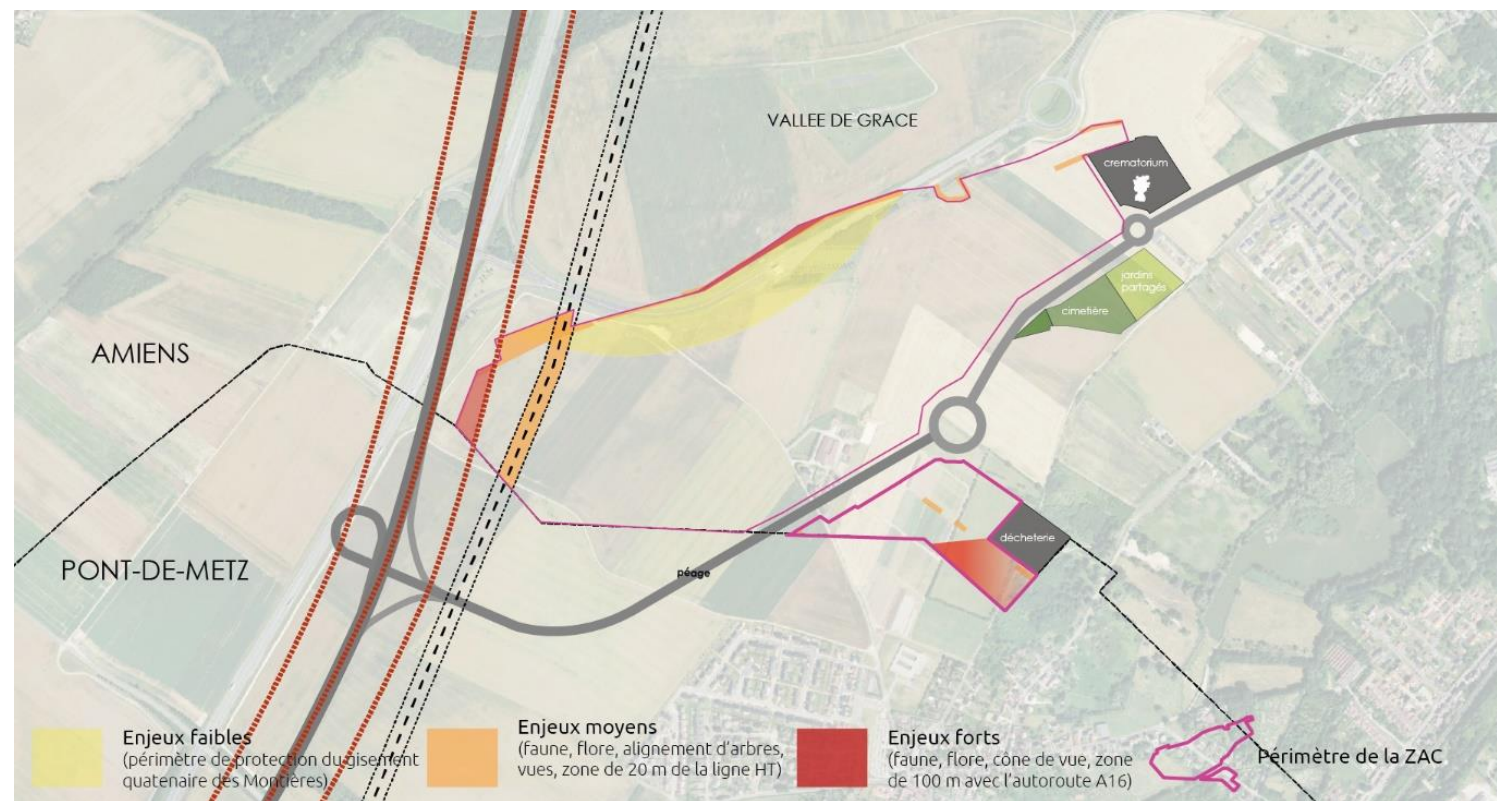 VALLEE DE GRACE
crematorium
jardins
partagés
cimetière
AMIENS
PONT-DE-METZ
péage
décheterie
Enjeux faibles
(périmètre de protection du gisement
quatenaire des Montières)
Enjeux moyens
(faune, flore, alignement d'arbres,
vues, zone de 20 m de la ligne HT)
Enjeux forts
(faune, flore, cône de vue, zone
de 100 m avec l'autoroute A16)
Périmètre de la ZAC